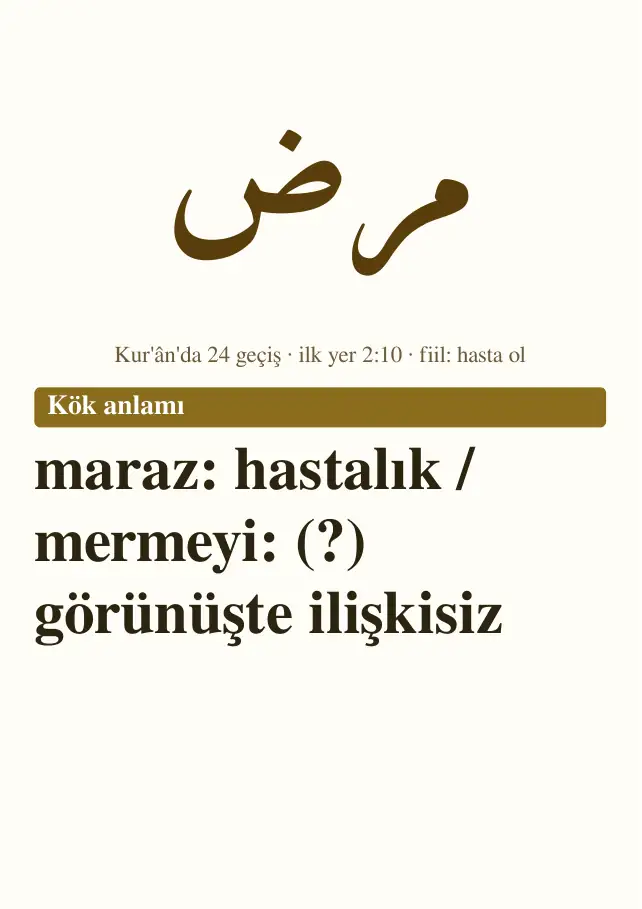 مرض
Kur'ân'da 24 geçiş · ilk yer 2:10 · fiil: hasta ol
Kök anlamı
maraz: hastalık /
mermeyi: (?)
görünüşte ilişkisiz